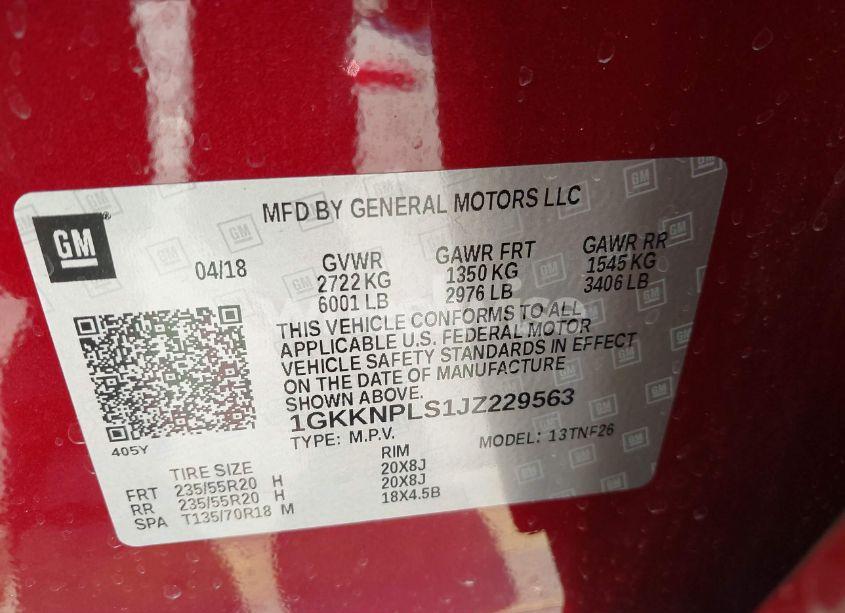 MFD BY GENERAL MOTORS LLC
GM
04/18
GVWR GAWR FRT GAWR RR
2722 KG 1350 KG 1545 KG
6001 LB 2976 LB 3406 LB
THIS VEHICLE CONFORMS TO ALL
APPLICABLE U.S. FEDERAL MOTOR
VEHICLE SAFETY STANDARDS IN EFFECT
ON THE DATE OF MANUFACTURE
SHOWN ABOVE.
1GKKNPLS1JZ229563
TYPE: M.P.V. MODEL: 13TNF26
405Y
TIRE SIZE RIM
FRT 235/55R20 H 20X8J
RR 235/55R20 H 20X8J
SPA T135/70R18 M 18X4.5B